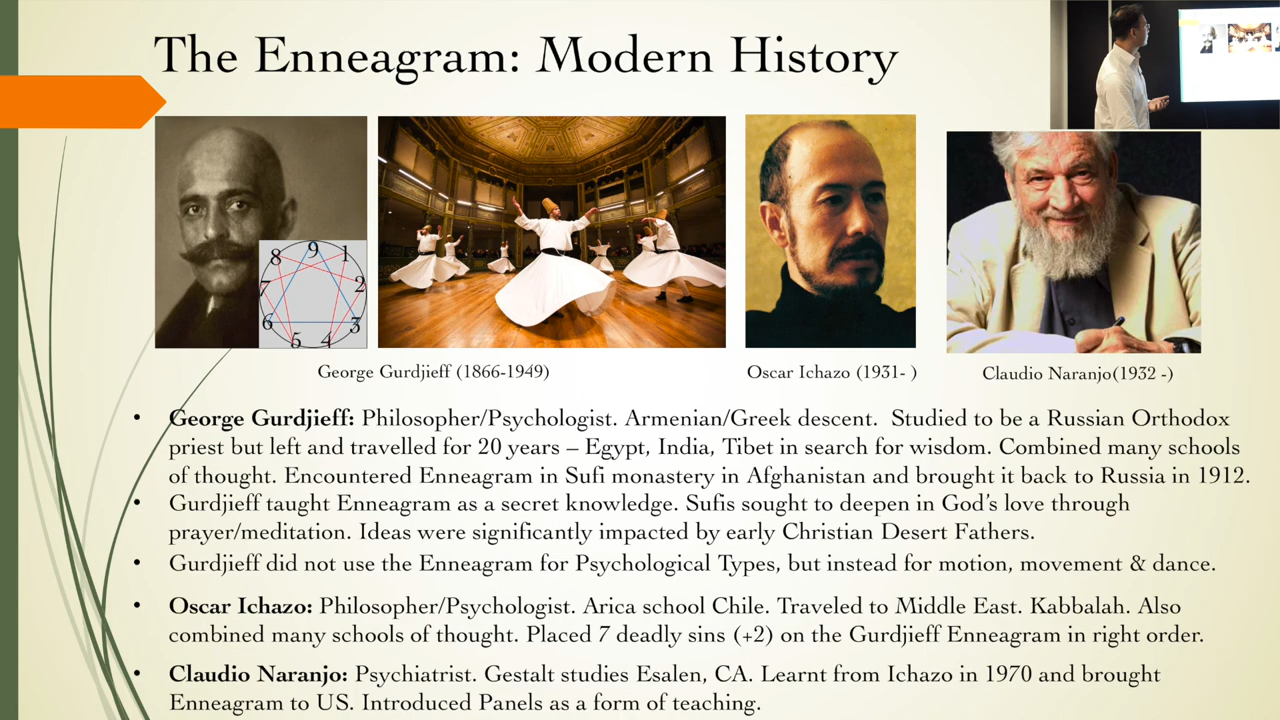 The Enneagram: Modern History
8
9
1
7
2
6
3
5
4
George Gurdjieff (1866-1949)
Oscar Ichazo (1931- )
Claudio Naranjo(1932 -)
• George Gurdjieff: Philosopher/Psychologist. Armenian/Greek descent. Studied to be a Russian Orthodox
priest but left and travelled for 20 years – Egypt, India, Tibet in search for wisdom. Combined many schools
of thought. Encountered Enneagram in Sufi monastery in Afghanistan and brought it back to Russia in 1912.
• Gurdjieff taught Enneagram as a secret knowledge. Sufis sought to deepen in God’s love through
prayer/meditation. Ideas were significantly impacted by early Christian Desert Fathers.
• Gurdjieff did not use the Enneagram for Psychological Types, but instead for motion, movement & dance.
• Oscar Ichazo: Philosopher/Psychologist. Arica school Chile. Traveled to Middle East. Kabbalah. Also
combined many schools of thought. Placed 7 deadly sins (+2) on the Gurdjieff Enneagram in right order.
• Claudio Naranjo: Psychiatrist. Gestalt studies Esalen, CA. Learnt from Ichazo in 1970 and brought
Enneagram to US. Introduced Panels as a form of teaching.